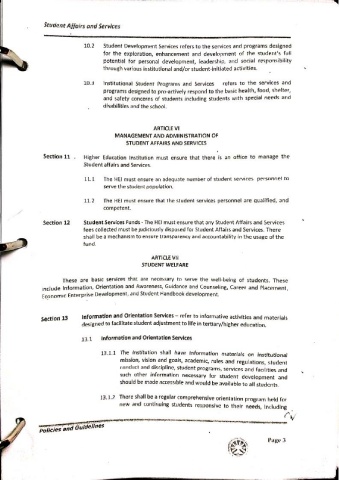 Student Affairs and Services
10.2 Student Development Services refers to the services and programs designed
for the exploration, enhancement and development of the student's full
potential for personal development, leadership, and social responsibility
through various institutional and/or student-initiated activities.
10.3 Institutional Student Programs and Services - refers to the services and
programs designed to pro-actively respond to the basic health, food, shelter,
and safety concerns of students including students with special needs and
disabilities and the school.
ARTICLE VI
MANAGEMENT AND ADMINISTRATION OF
STUDENT AFFAIRS AND SERVICES
Section 11 . Higher Education Institution must ensure that there is an office to manage the
Student affairs and Services.
11.1 The HEI must ensure an adequate number of student services personnel to
serve the student population.
11.2 The HEI must ensure that the student services personnel are qualified, and
competent.
Section 12 Student Services Funds - The HEI must ensure that any Student Affairs and Services
fees collected must be judiciously disposed for Student Affairs and Services. There
shall be a mechanism to ensure transparency and accountability in the usage of the
fund.
ARTICLE VII
STUDENT WELFARE
These are basic services that are necessary to serve the well-being of students. These
include Information, Orientation and Awareness, Guidance and Counseling, Career and Placement,
Economic Enterprise Development, and Student Handbook development.
Section 13 Information and Orientation Services – refer to informative activities and materials
designed to facilitate student adjustment to life in tertiary/higher education.
13.1 Information and Orientation Services
13.1.1 The institution shall have information materials on institutional
mission, vision and goals, academic, rules and regulations, student
conduct and discipline, student programs, services and facilities and
such other information necessary for student development and
should be made accessible and would be available to all students.
13.1.2 There shall be a regular comprehensive orientation program held for
new and continuing students responsive to their needs, including
Policies and Guidelines
Page 3